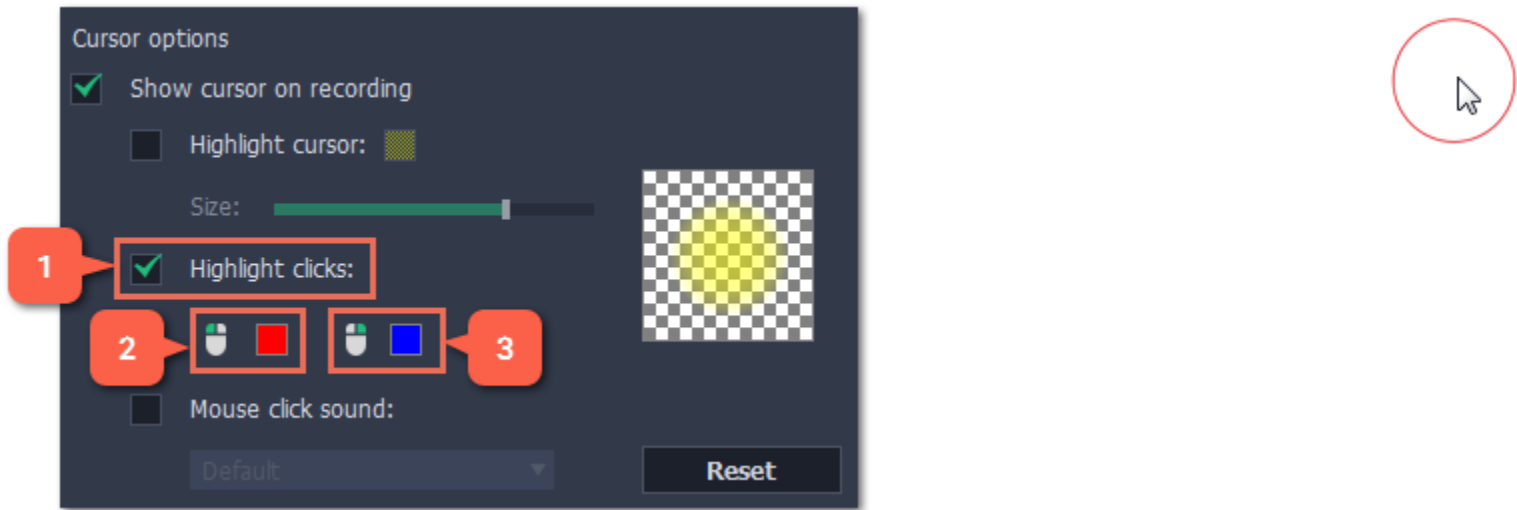 Cursor options
Show cursor on recording
Highlight cursor:
Size:
1
Highlight clicks:
2
3
Mouse click sound:
Default
Reset